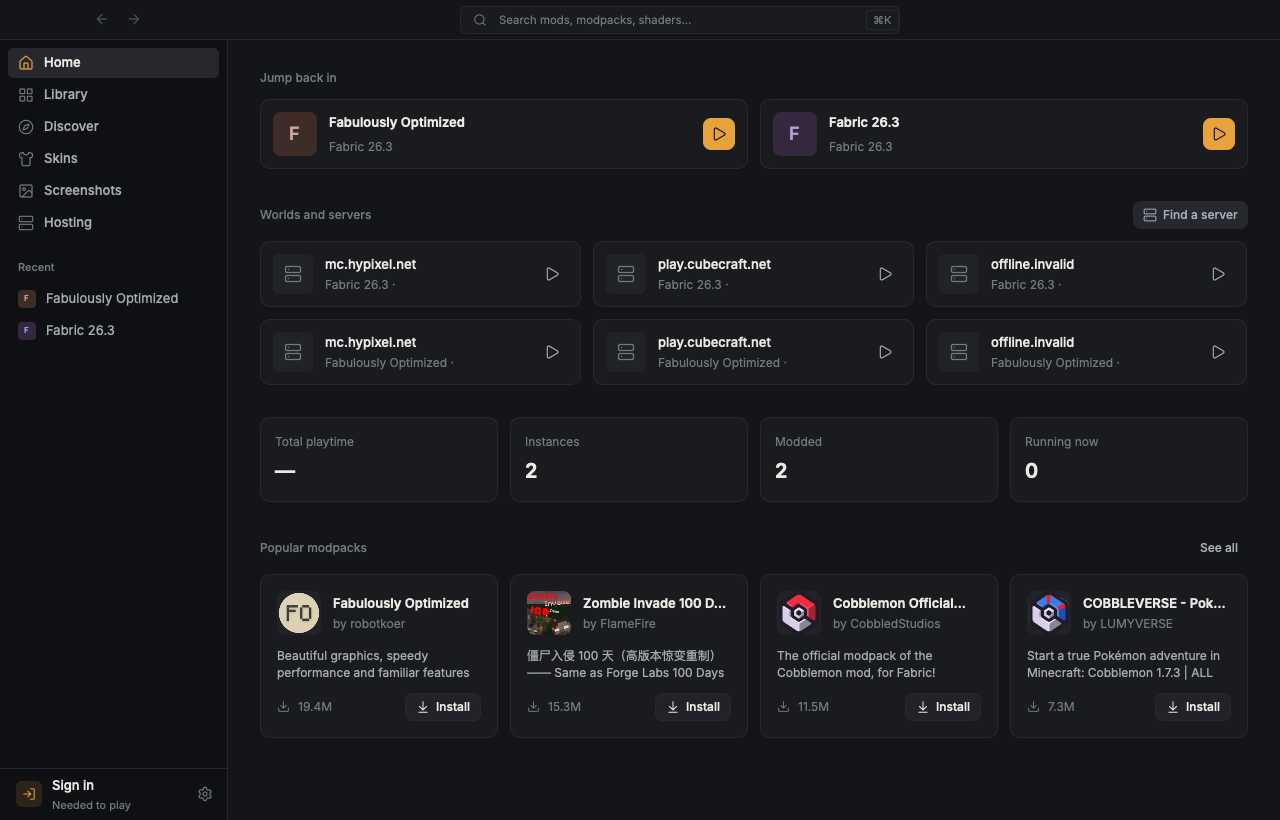 Search mods, modpacks, shaders...
⌘K
Home
Library
Discover
Skins
Screenshots
Hosting
Recent
F
Fabulously Optimized
F
Fabric 26.3
Sign in
Needed to play
Jump back in
F
Fabulously Optimized
Fabric 26.3
F
Fabric 26.3
Fabric 26.3
Worlds and servers
Find a server
mc.hypixel.net
Fabric 26.3 ·
play.cubecraft.net
Fabric 26.3 ·
offline.invalid
Fabric 26.3 ·
mc.hypixel.net
Fabulously Optimized ·
play.cubecraft.net
Fabulously Optimized ·
offline.invalid
Fabulously Optimized ·
Total playtime
—
Instances
2
Modded
2
Running now
0
Popular modpacks
See all
FO
Fabulously Optimized
by robotkoer
Beautiful graphics, speedy
performance and familiar features
19.4M
Install
Zombie Invade 100 D...
by FlameFire
僵尸入侵 100 天（高版本惊变重制）
—— Same as Forge Labs 100 Days
15.3M
Install
Cobblemon Official...
by CobbledStudios
The official modpack of the
Cobblemon mod, for Fabric!
11.5M
Install
COBBLEVERSE - Pok...
by LUMYVERSE
Start a true Pokémon adventure in
Minecraft: Cobblemon 1.7.3 | ALL
7.3M
Install